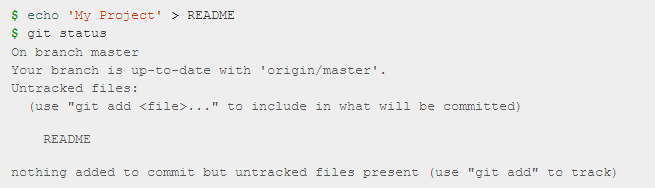 $ echo 'My Project' > README
$ git status
On branch master
Your branch is up-to-date with 'origin/master'.
Untracked files:
  (use "git add <file>..." to include in what will be committed)

    README

nothing added to commit but untracked files present (use "git add" to track)